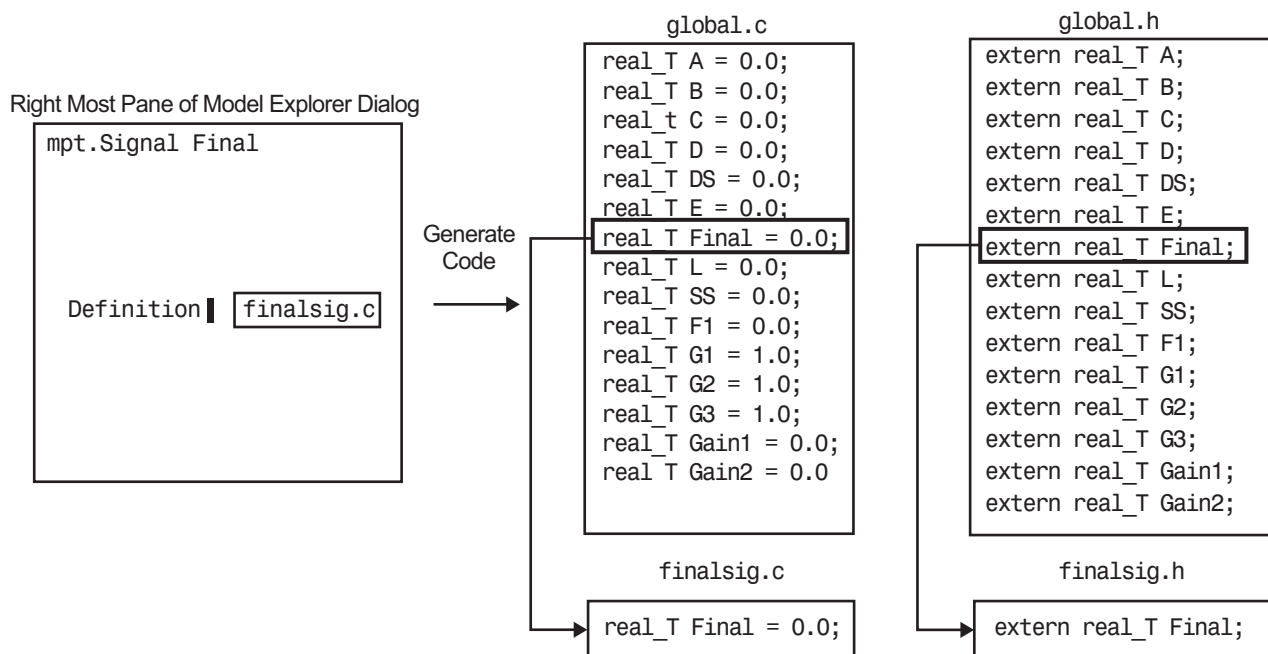 Right Most Pane of Model Explorer Dialog
mpt.Signal Final
Definition
finalsig.c
Generate
Code
global.c
real_T A = 0.0;
real_T B = 0.0;
real_t C = 0.0;
real_T D = 0.0;
real_T DS = 0.0;
real_T E = 0.0;
real_T Final = 0.0;
real_T L = 0.0;
real_T SS = 0.0;
real_T F1 = 0.0;
real_T G1 = 1.0;
real_T G2 = 1.0;
real_T G3 = 1.0;
real_T Gain1 = 0.0;
real T Gain2 = 0.0
finalsig.c
real_T Final = 0.0;
global.h
extern real_T A;
extern real_T B;
extern real_T C;
extern real_T D;
extern real_T DS;
extern real_T E;
extern real_T Final;
extern real_T L;
extern real_T SS;
extern real_T F1;
extern real_T G1;
extern real_T G2;
extern real_T G3;
extern real_T Gain1;
extern real_T Gain2;
finalsig.h
extern real_T Final;